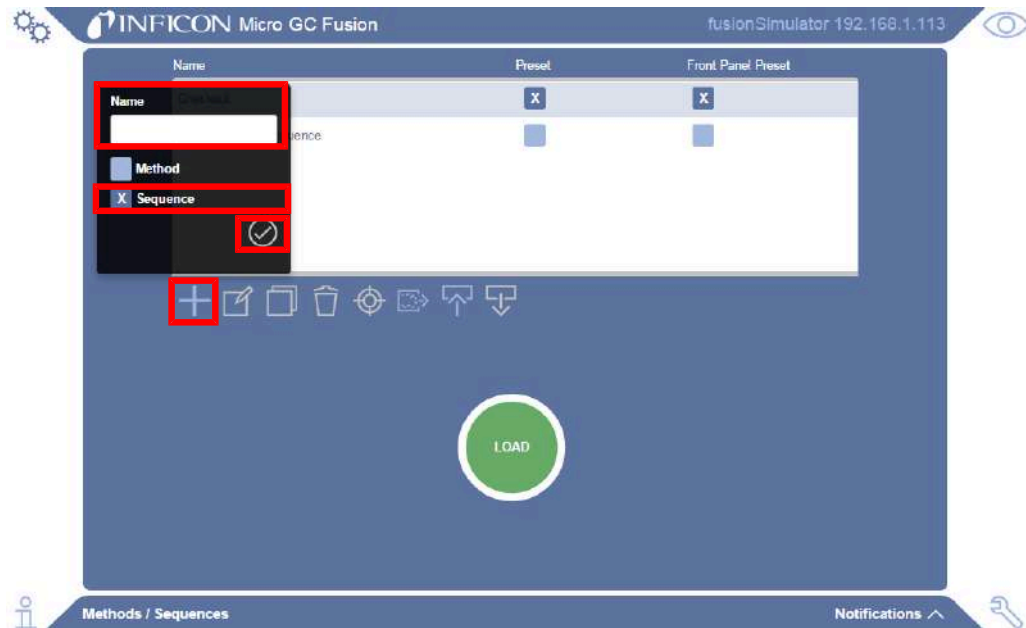 INFICON Micro GC Fusion
fusionSimulator 192.168.1.113
Name Preset Front Panel Preset
Name
X X
uence
Method
X Sequence
LOAD
Methods / Sequences
Notifications